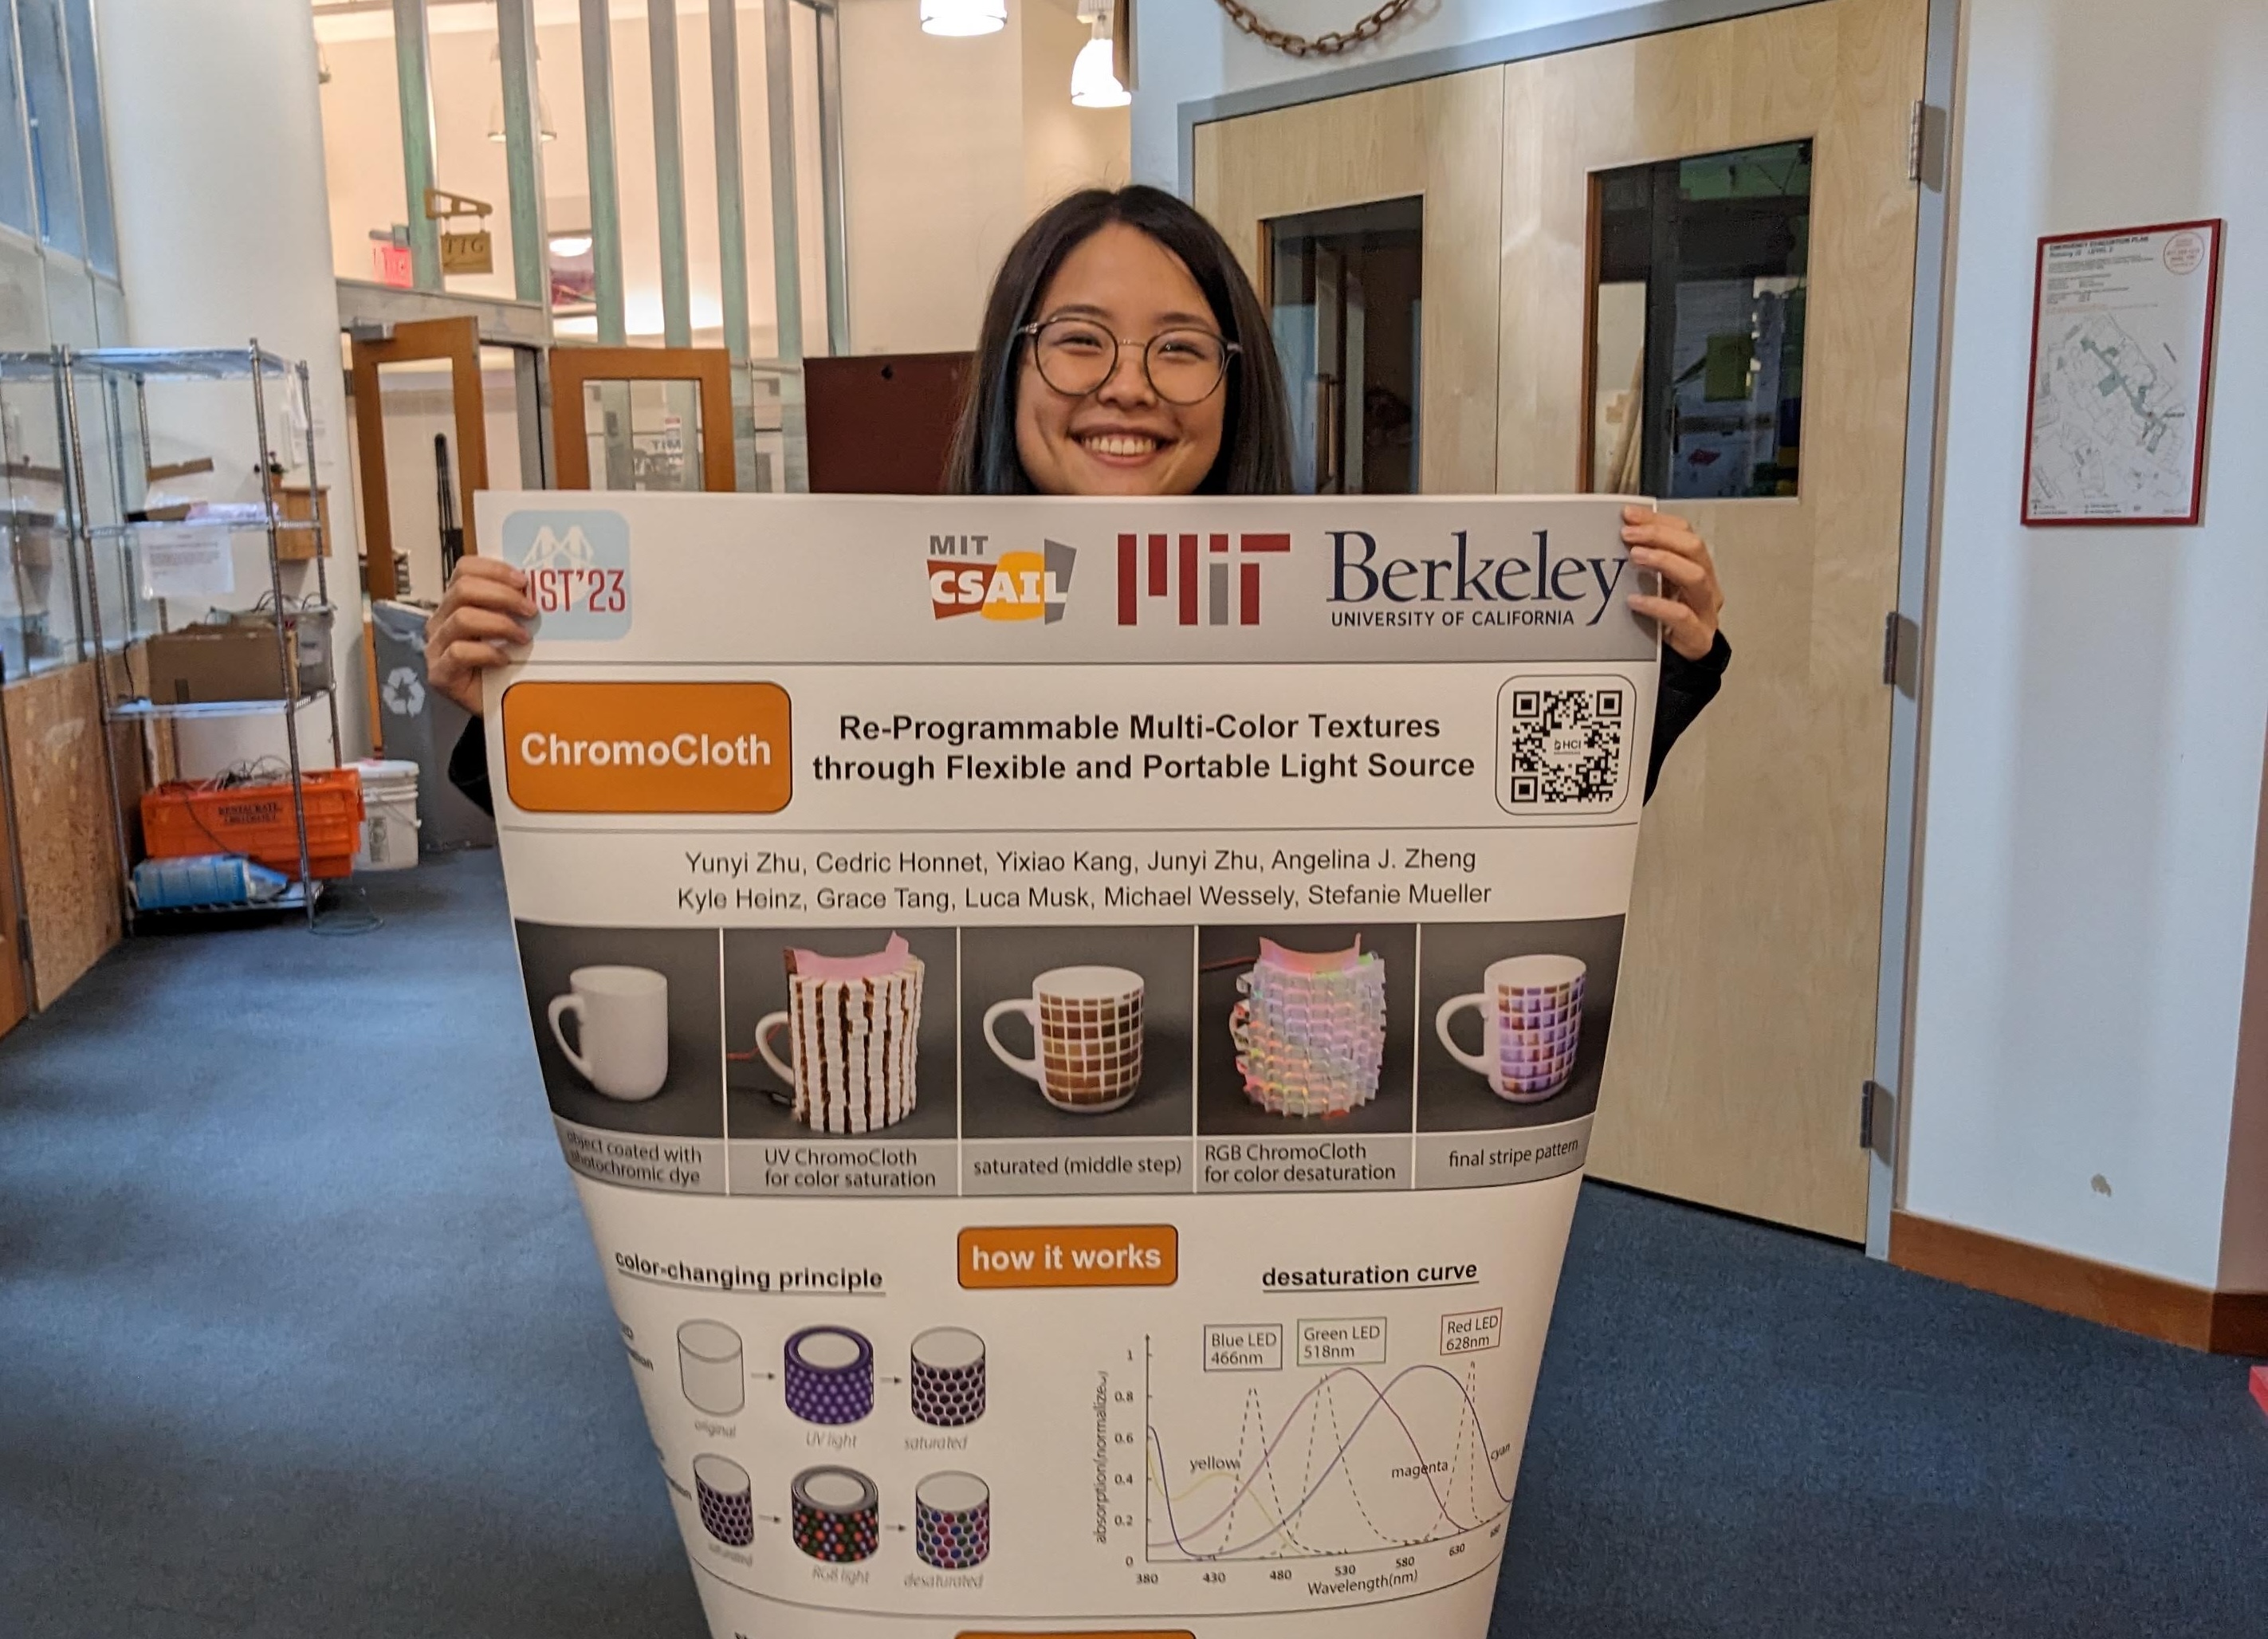 TTG
EMERGENCY EVACUATION PLAN
IST'23
MIT
CSAIL
MIT
Berkeley
UNIVERSITY OF CALIFORNIA
ChromoCloth
Re-Programmable Multi-Color Textures
through Flexible and Portable Light Source
HCI
Yunyi Zhu, Cedric Honnet, Yixiao Kang, Junyi Zhu, Angelina J. Zheng
Kyle Heinz, Grace Tang, Luca Musk, Michael Wessely, Stefanie Mueller
object coated with
photochromic dye
UV ChromoCloth
for color saturation
saturated (middle step)
RGB ChromoCloth
for color desaturation
final stripe pattern
how it works
color-changing principle
original
UV light
saturated
saturated
RGB light
desaturated
desaturation curve
Blue LED
466nm
Green LED
518nm
Red LED
628nm
absorption(normalized)
1
0.8
0.6
0.4
0.2
0
yellow
magenta
cyan
380
430
480
530
580
630
680
Wavelength(nm)